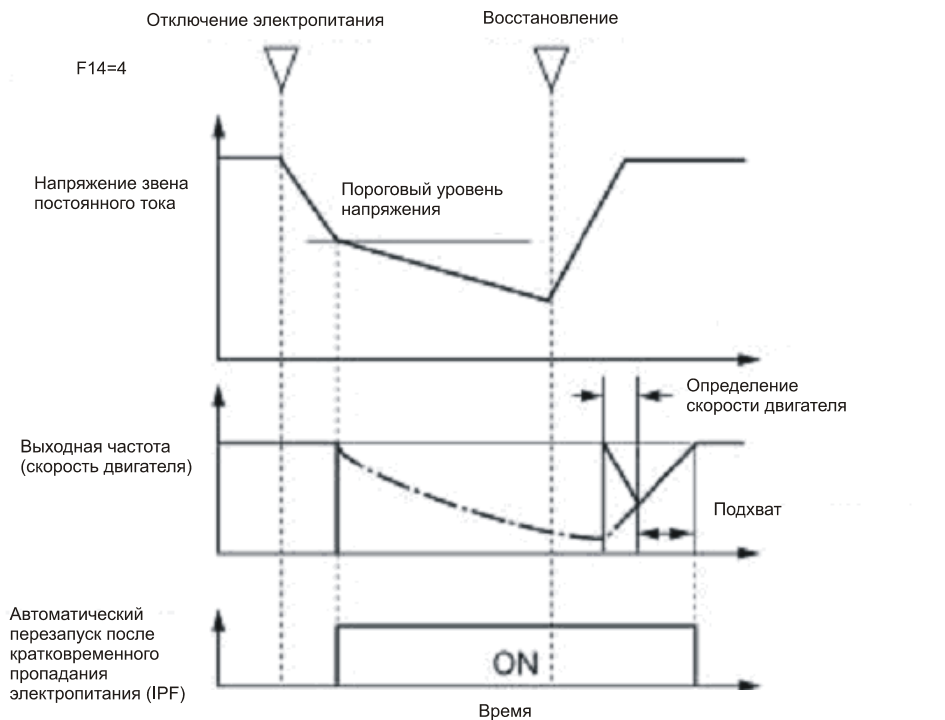 Отключение электропитания
Восстановление
F14=4
Напряжение звена
постоянного тока
Пороговый уровень
напряжения
Определение
скорости двигателя
Выходная частота
(скорость двигателя)
Подхват
Автоматический
перезапуск после
кратковременного
пропадания
электропитания (IPF)
ON
Время